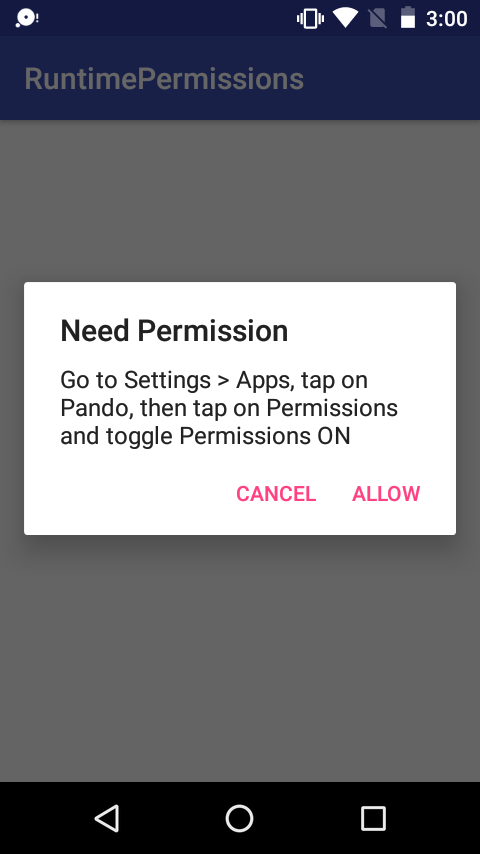 3:00
RuntimePermissions
Need Permission
Go to Settings > Apps, tap on
Pando, then tap on Permissions
and toggle Permissions ON
CANCEL ALLOW